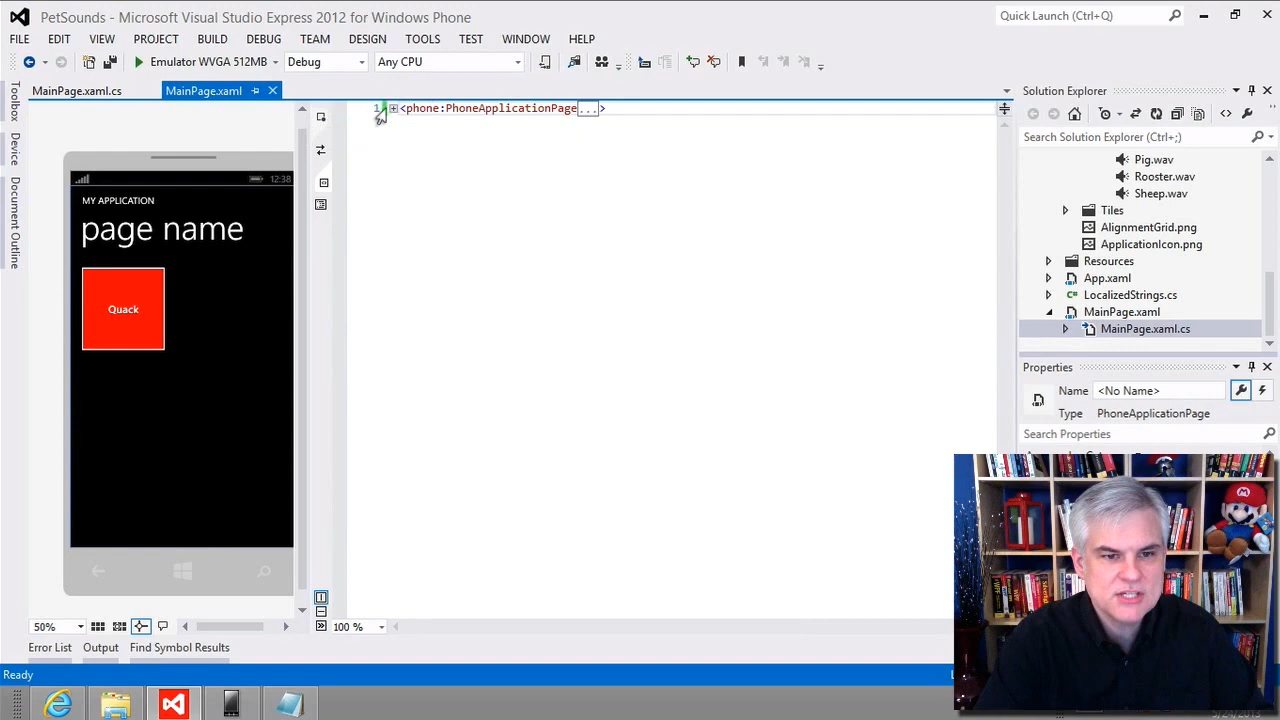 PetSounds - Microsoft Visual Studio Express 2012 for Windows Phone
Quick Launch (Ctrl+Q)
FILE EDIT VIEW PROJECT BUILD DEBUG TEAM DESIGN TOOLS TEST WINDOW HELP
Emulator WVGA 512MB Debug Any CPU
MainPage.xaml.cs MainPage.xaml
Toolbox
Device
Document Outline
12:38
MY APPLICATION
page name
Quack
1 <phone:PhoneApplicationPage...>
Solution Explorer
Search Solution Explorer (Ctrl+;)
Pig.wav
Rooster.wav
Sheep.wav
Tiles
AlignmentGrid.png
ApplicationIcon.png
Resources
App.xaml
LocalizedStrings.cs
MainPage.xaml
MainPage.xaml.cs
Properties
Name <No Name>
Type PhoneApplicationPage
Search Properties
50%
100 %
Error List Output Find Symbol Results
Ready